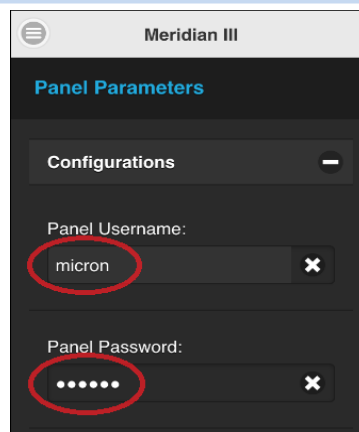 Meridian III
Panel Parameters
Configurations
Panel Username:
micron
Panel Password:
••••••